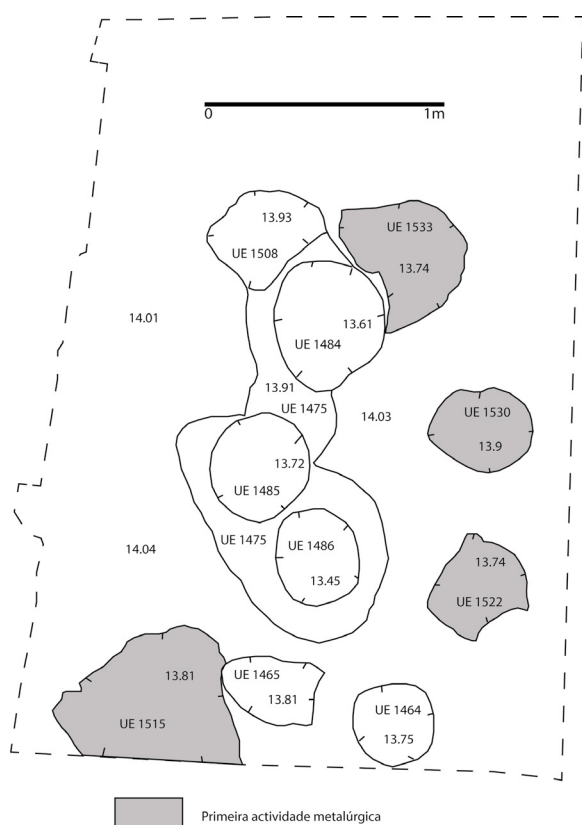 0 1m
13.93
UE 1508
UE 1533
13.74
14.01
13.61
UE 1484
13.91
UE 1475
14.03
UE 1530
13.9
13.72
UE 1485
UE 1475
UE 1486
13.45
14.04
13.74
UE 1522
13.81
UE 1515
UE 1465
13.81
UE 1464
13.75
Primeira actividade metalúrgica